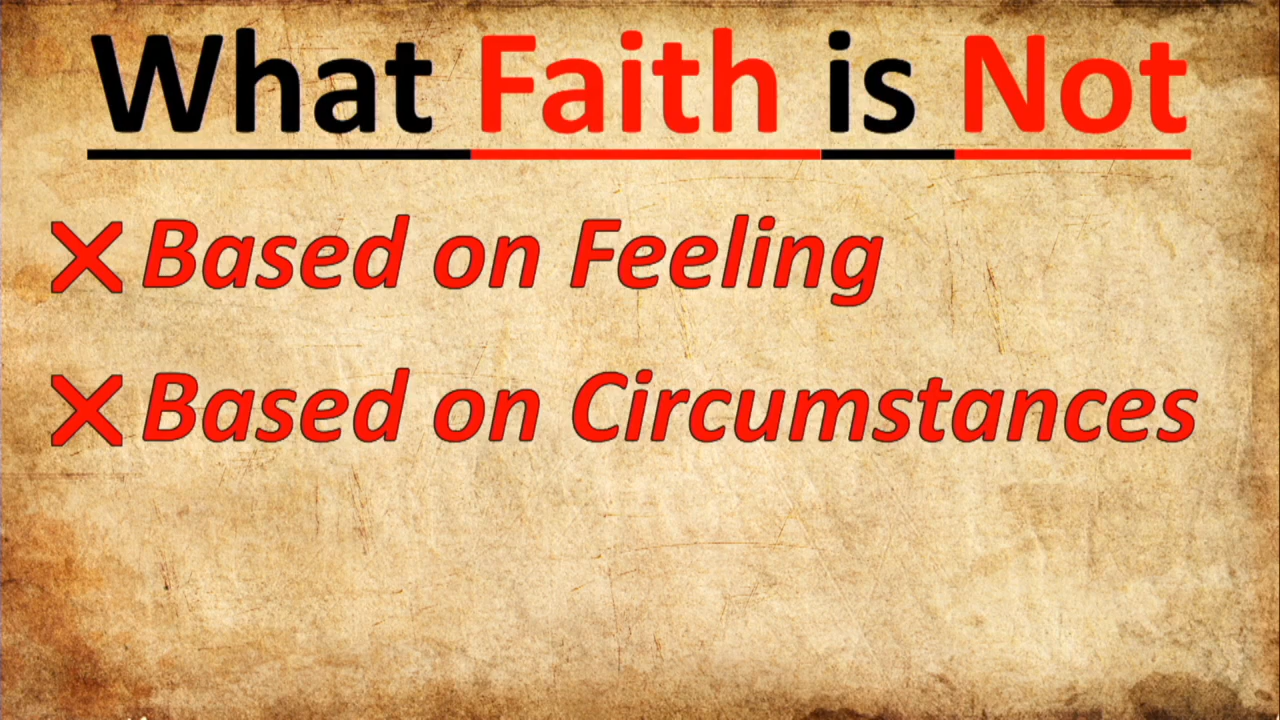 What Faith is Not
Based on Feeling
Based on Circumstances